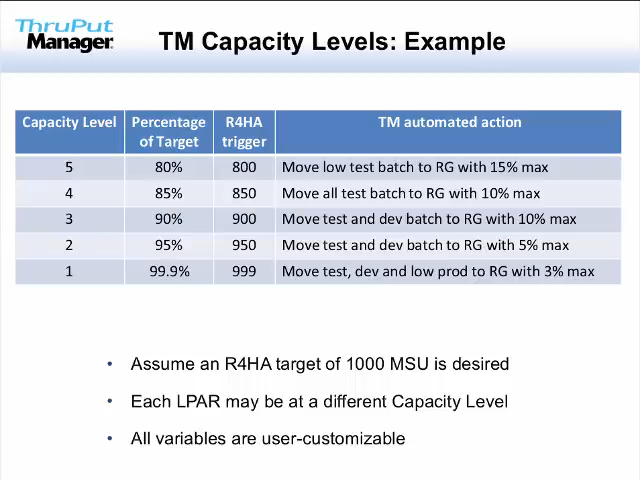 ThruPut
Manager
TM Capacity Levels: Example
Capacity Level Percentage of Target R4HA trigger TM automated action
5 80% 800 Move low test batch to RG with 15% max
4 85% 850 Move all test batch to RG with 10% max
3 90% 900 Move test and dev batch to RG with 10% max
2 95% 950 Move test and dev batch to RG with 5% max
1 99.9% 999 Move test, dev and low prod to RG with 3% max
• Assume an R4HA target of 1000 MSU is desired
• Each LPAR may be at a different Capacity Level
• All variables are user-customizable